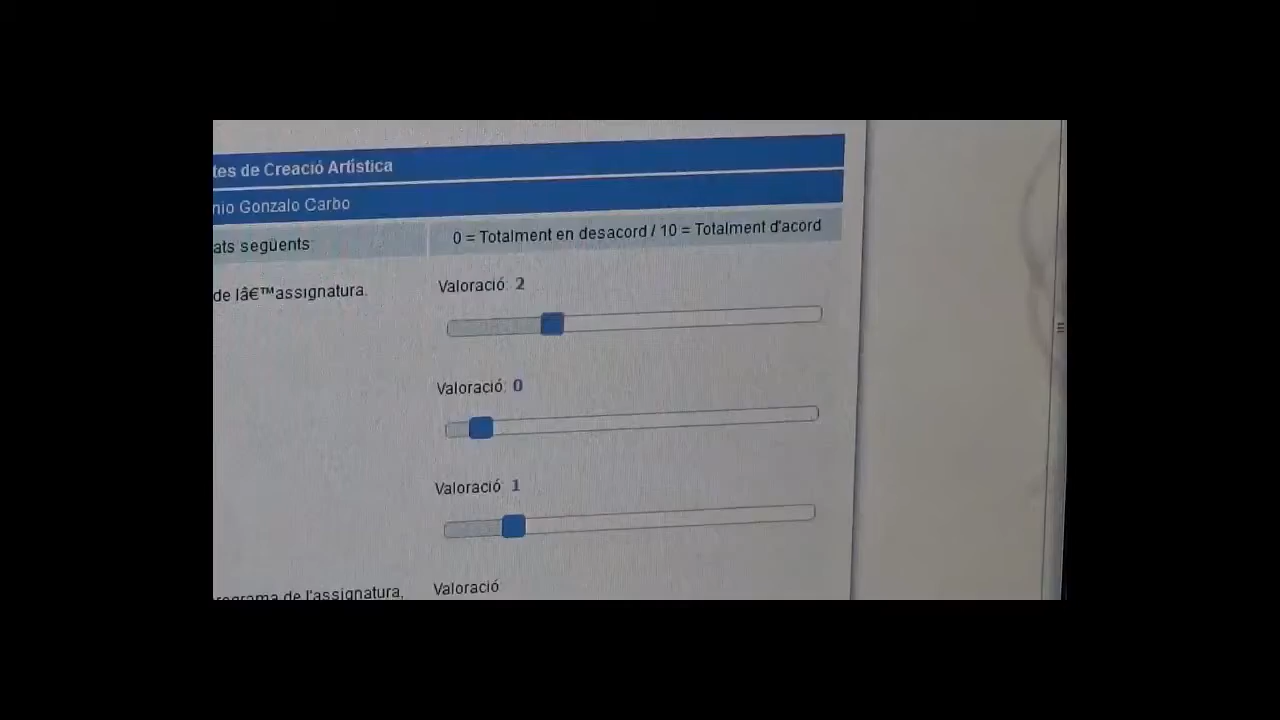 tes de Creació Artística
nio Gonzalo Carbo
ats següents:
0 = Totalment en desacord / 10 = Totalment d'acord
de lâ€™assignatura.
Valoració: 2
Valoració: 0
Valoració: 1
rograma de l'assignatura,
Valoració